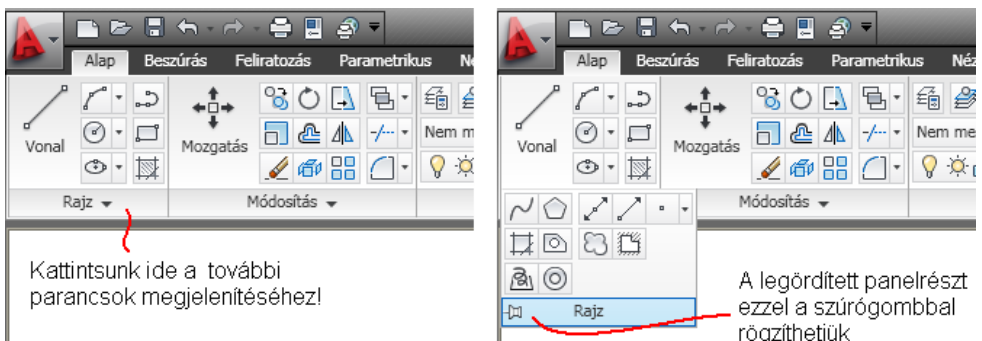 Alap Beszúrás Feliratozás Parametrikus
Vonal
Mozgatás
Nem m
Rajz
Módosítás
Kattintsunk ide a további
parancsok megjelenítéséhez!
Alap Beszúrás Feliratozás Parametrikus Néz
Vonal
Mozgatás
Nem me
Módosítás
Rajz
A legördített panelrészt
ezzel a szúrógombbal
rögzíthetjük